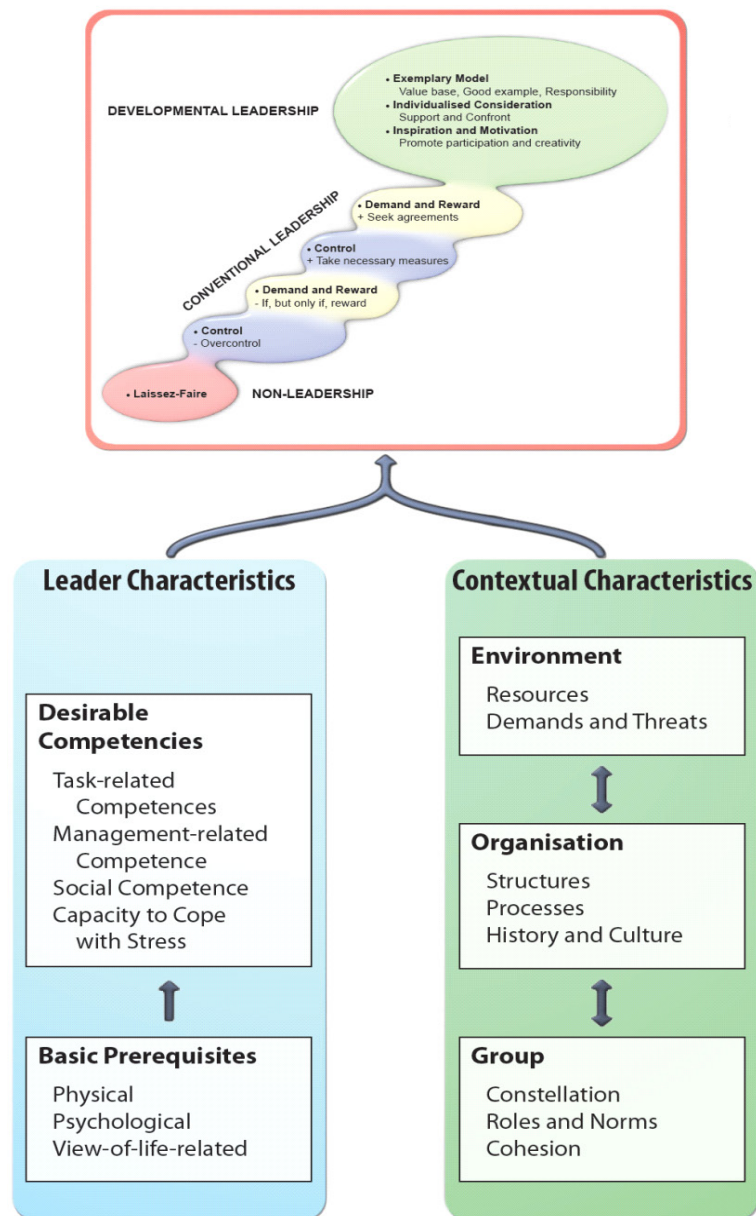 DEVELOPMENTAL LEADERSHIP
• Exemplary Model
Value base, Good example, Responsibility
• Individualised Consideration
Support and Confront
• Inspiration and Motivation
Promote participation and creativity
CONVENTIONAL LEADERSHIP
• Demand and Reward
+ Seek agreements
• Control
+ Take necessary measures
• Demand and Reward
- If, but only if, reward
• Control
- Overcontrol
• Laissez-Faire
NON-LEADERSHIP
Leader Characteristics
Desirable
Competencies
Task-related
Competences
Management-related
Competence
Social Competence
Capacity to Cope
with Stress
Basic Prerequisites
Physical
Psychological
View-of-life-related
Contextual Characteristics
Environment
Resources
Demands and Threats
Organisation
Structures
Processes
History and Culture
Group
Constellation
Roles and Norms
Cohesion